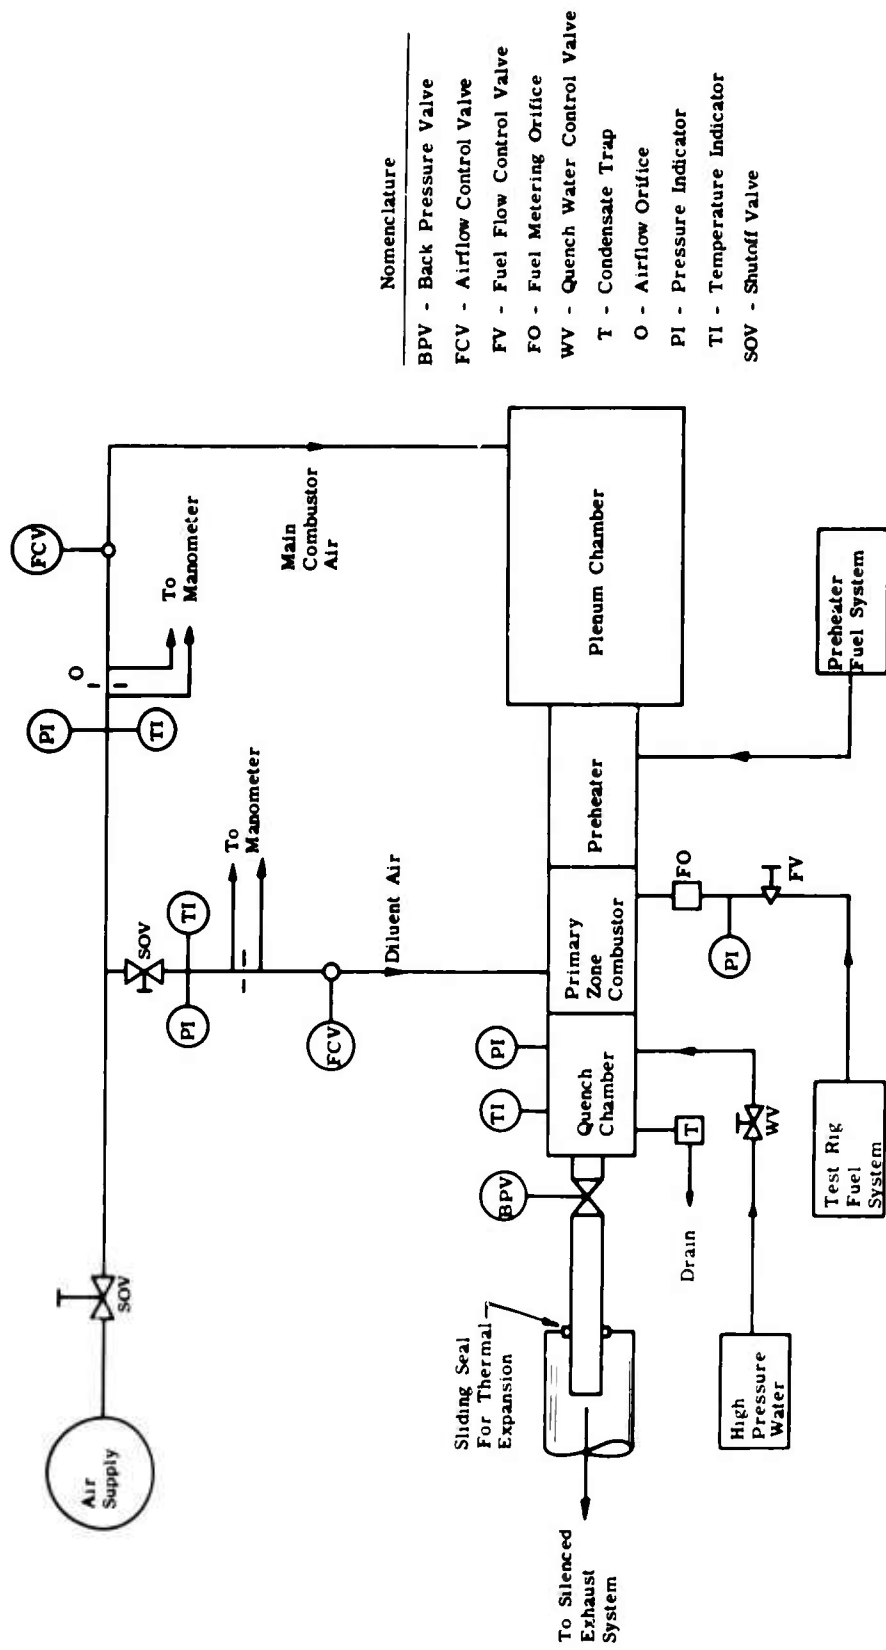 Air
Supply
SOV
PI
TI
O
To
Manometer
FCV
SOV
PI
TI
To
Manometer
FCV
Diluent Air
Main
Combustor
Air
Sliding Seal
For Thermal
Expansion
BPV
TI
PI
Quench
Chamber
Primary
Zone
Combustor
Preheater
Plenum Chamber
To Silenced
Exhaust
System
Drain
T
WV
FO
PI
FV
High
Pressure
Water
Test Rig
Fuel
System
Preheater
Fuel System
Nomenclature
BPV - Back Pressure Valve
FCV - Airflow Control Valve
FV - Fuel Flow Control Valve
FO - Fuel Metering Orifice
WV - Quench Water Control Valve
T - Condensate Trap
O - Airflow Orifice
PI - Pressure Indicator
TI - Temperature Indicator
SOV - Shutoff Valve